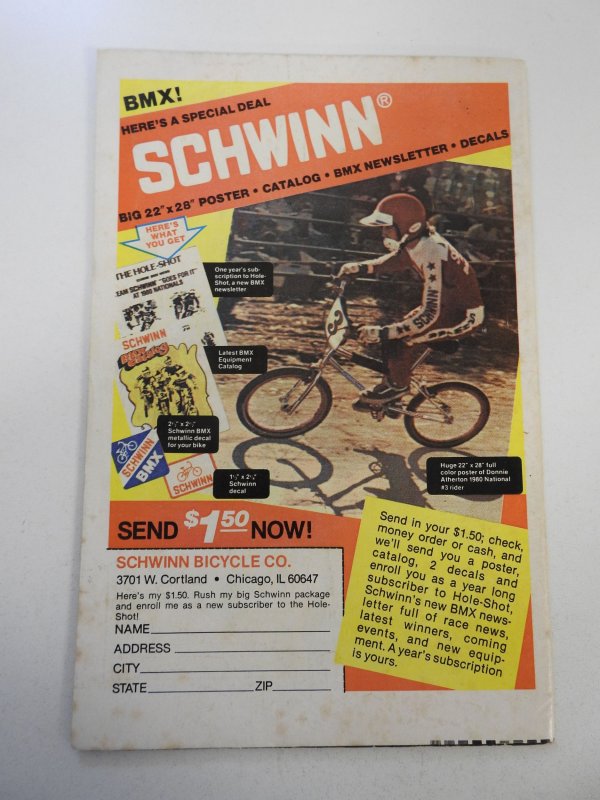 BMX!
HERE'S A SPECIAL DEAL
SCHWINN®
BIG 22" x 28" POSTER • CATALOG • BMX NEWSLETTER • DECALS
HERE'S
WHAT
YOU GET
THE HOLE-SHOT
TEAM SCHWINN "GOES FOR IT"
AT 1980 NATIONALS
SCHWINN
One year's sub-
scription to Hole-
Shot, a new BMX
newsletter
Latest BMX
Equipment
Catalog
2½" x 2½"
Schwinn BMX
metallic decal
for your bike
SCHWINN
BMX
SCHWINN
1½" x 2½"
Schwinn
decal
SCHWINN
3
Huge 22" x 28" full
color poster of Donnie
Atherton 1980 National
#3 rider
SEND $1.50 NOW!
SCHWINN BICYCLE CO.
3701 W. Cortland • Chicago, IL 60647
Here's my $1.50. Rush my big Schwinn package
and enroll me as a new subscriber to the Hole-
Shot!
NAME
ADDRESS
CITY
STATE ZIP
Send in your $1.50; check,
money order or cash, and
we'll send you a poster,
catalog, 2 decals and
enroll you as a year long
subscriber to Hole-Shot,
Schwinn's new BMX news-
letter full of race news,
latest winners, coming
events, and new equip-
ment. A year's subscription
is yours.